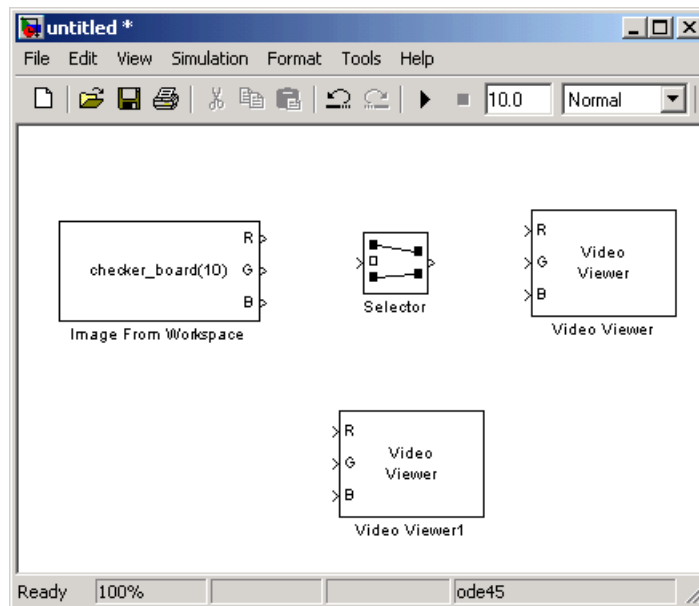 untitled *
File Edit View Simulation Format Tools Help
10.0 Normal
R
checker_board(10) G
B
Image From Workspace
Selector
R
G
B
Video
Viewer
Video Viewer
R
G
B
Video
Viewer
Video Viewer1
Ready 100% ode45